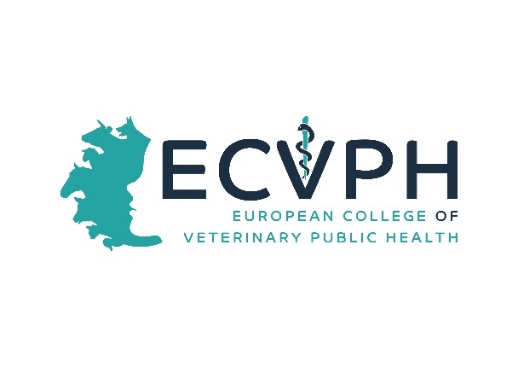 ECVPH
EUROPEAN COLLEGE OF
VETERINARY PUBLIC HEALTH